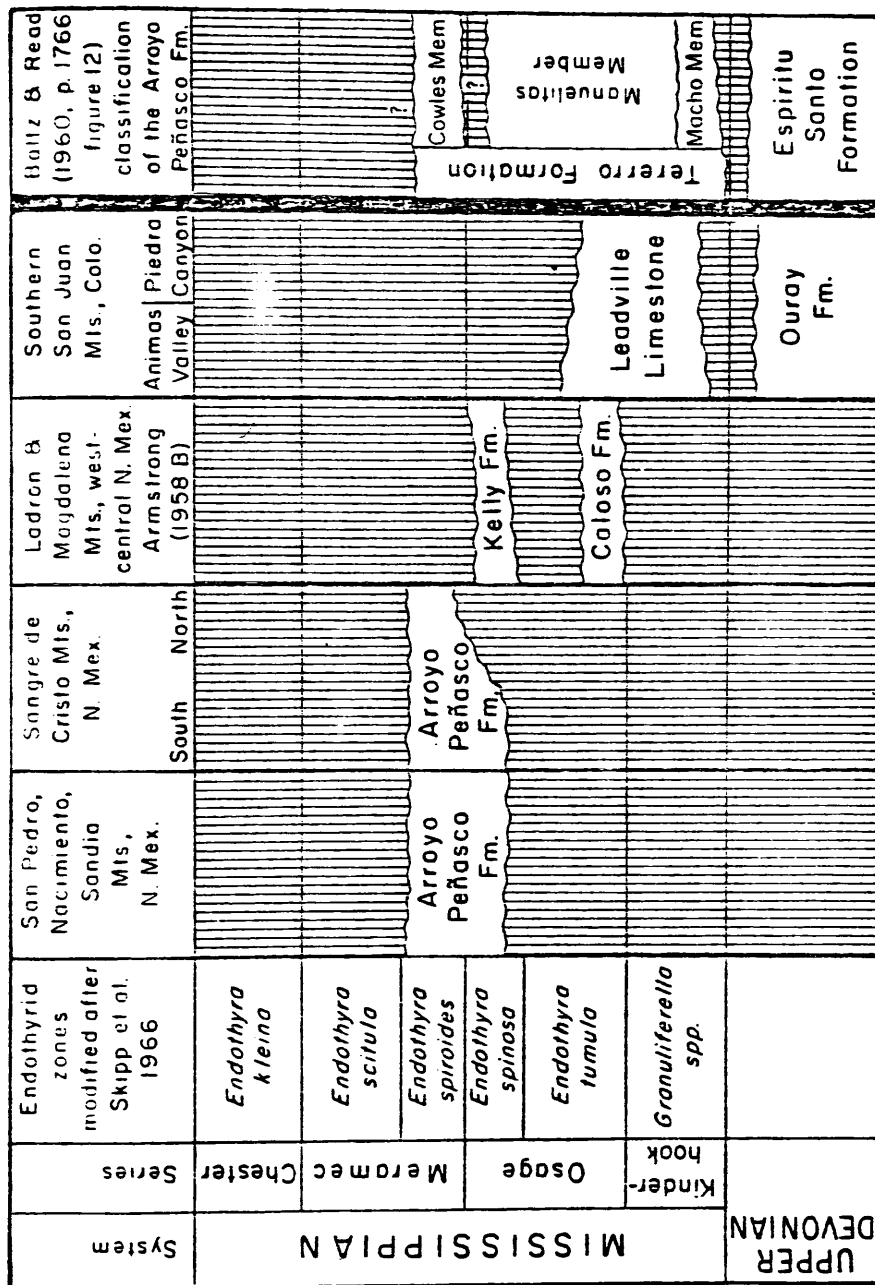 System
Series
Endothyrid
zones
modified after
Skipp et al.
1966
San Pedro,
Nacimiento,
Sandia
Mts,
N. Mex.
Sangre de
Cristo Mts.,
N. Mex.
South North
Ladron &
Magdalena
Mts., west-
central N. Mex.
Armstrong
(1958 B)
Southern
San Juan
Mts., Colo.
Animas
Valley
Piedra
Canyon
Baltz & Read
(1960, p. 1766
figure 12)
classification
of the Arroyo
Peñasco Fm.
MISSISSIPPIAN
Chester
Meramec
Osage
Kinder-
hook
UPPER
DEVONIAN
Endothyra
kleina
Endothyra
scitula
Endothyra
spiroides
Endothyra
spinosa
Endothyra
tumula
Granuliferella
spp.
Arroyo
Peñasco
Fm.
Arroyo
Peñasco
Fm.
Kelly Fm.
Caloso Fm.
Leadville
Limestone
Ouray
Fm.
Tererro Formation
?
Cowles Mem
?
Manuelitas
Member
Macho Mem
Espiritu
Santo
Formation